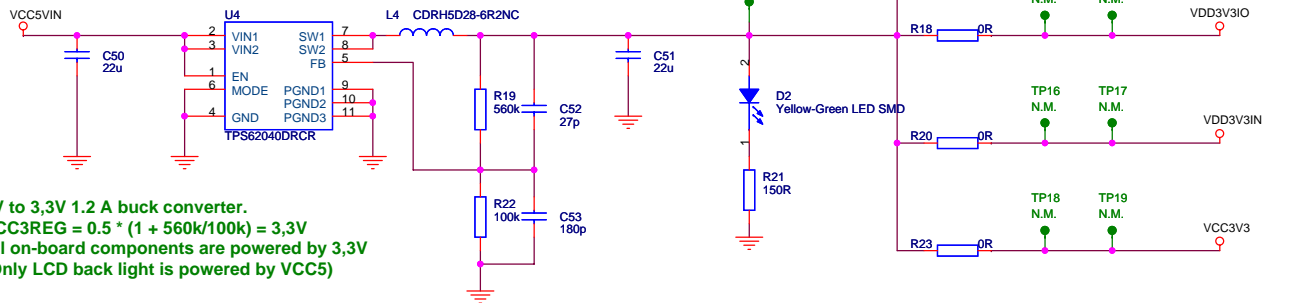 VCC5VIN
C50
22u
U4
2 VIN1
3 VIN2
1 EN
6 MODE
4 GND
SW1 7
SW2 8
FB 5
PGND1 9
PGND2 10
PGND3 11
TPS62040DRCR
L4 CDRH5D28-6R2NC
R19
560k
C52
27p
R22
100k
C53
180p
C51
22u
2
D2
Yellow-Green LED SMD
1
R21
150R
R18 0R
N.M. N.M.
VDD3V3IO
TP16 TP17
N.M. N.M.
R20 0R
VDD3V3IN
TP18 TP19
N.M. N.M.
R23 0R
VCC3V3
V to 3,3V 1.2 A buck converter.
CC3REG = 0.5 * (1 + 560k/100k) = 3,3V
on-board components are powered by 3,3V
nly LCD back light is powered by VCC5)